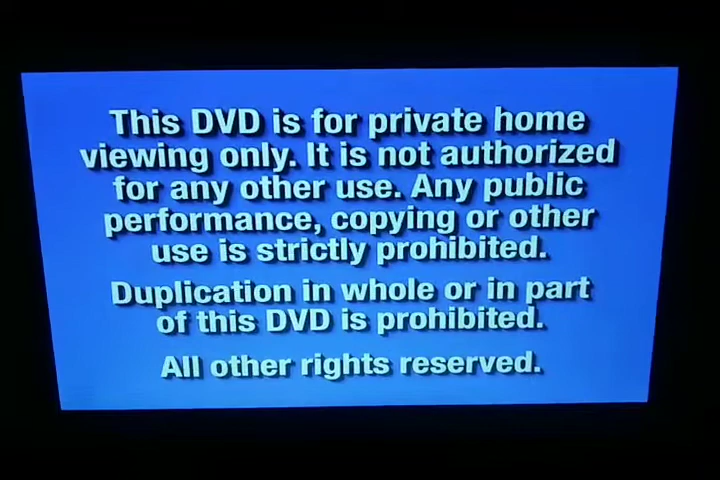 This DVD is for private home
viewing only. It is not authorized
for any other use. Any public
performance, copying or other
use is strictly prohibited.
Duplication in whole or in part
of this DVD is prohibited.
All other rights reserved.